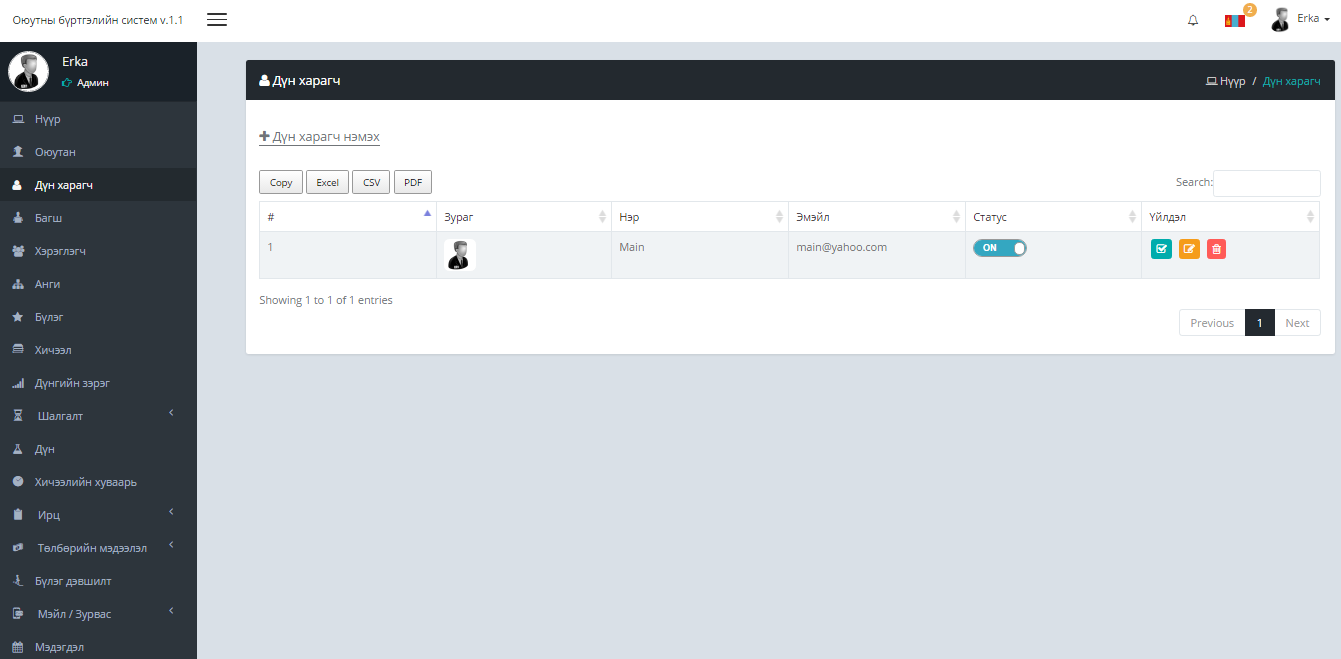 Оюутны бүртгэлийн систем v.1.1
2
Erka
Erka
Админ
Нүүр
Оюутан
Дүн харагч
Багш
Хэрэглэгч
Анги
Бүлэг
Хичээл
Дүнгийн зэрэг
Шалгалт
Дүн
Хичээлийн хуваарь
Ирц
Төлбөрийн мэдээлэл
Бүлэг дэвшилт
Мэйл / Зурвас
Мэдэгдэл
Дүн харагч
Нүүр / Дүн харагч
Дүн харагч нэмэх
Copy Excel CSV PDF
Search:
# Зураг Нэр Эмэйл Статус Үйлдэл
1 Main main@yahoo.com ON
Showing 1 to 1 of 1 entries
Previous 1 Next